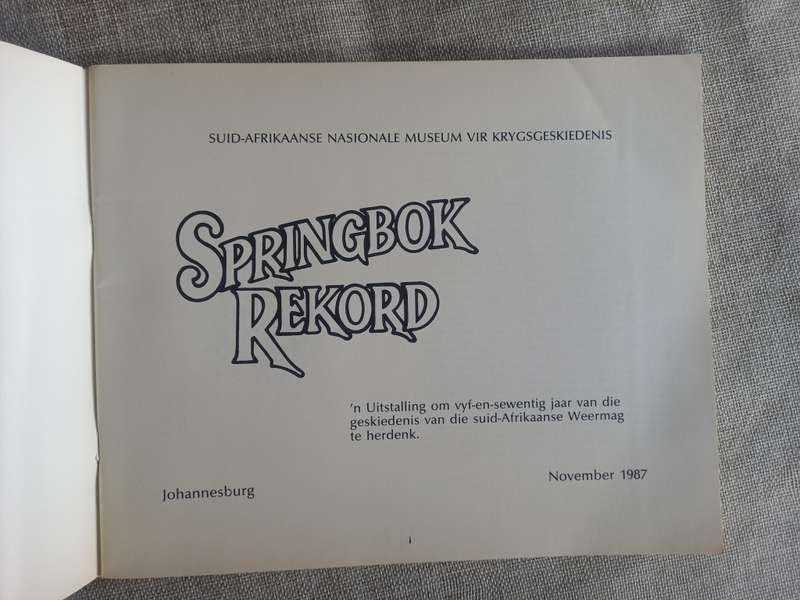 SUID-AFRIKAANSE NASIONALE MUSEUM VIR KRYGSGESKIEDENIS
SPRINGBOK
REKORD
'n Uitstalling om vyf-en-sewentig jaar van die
geskiedenis van die suid-Afrikaanse Weermag
te herdenk.
Johannesburg
November 1987
i